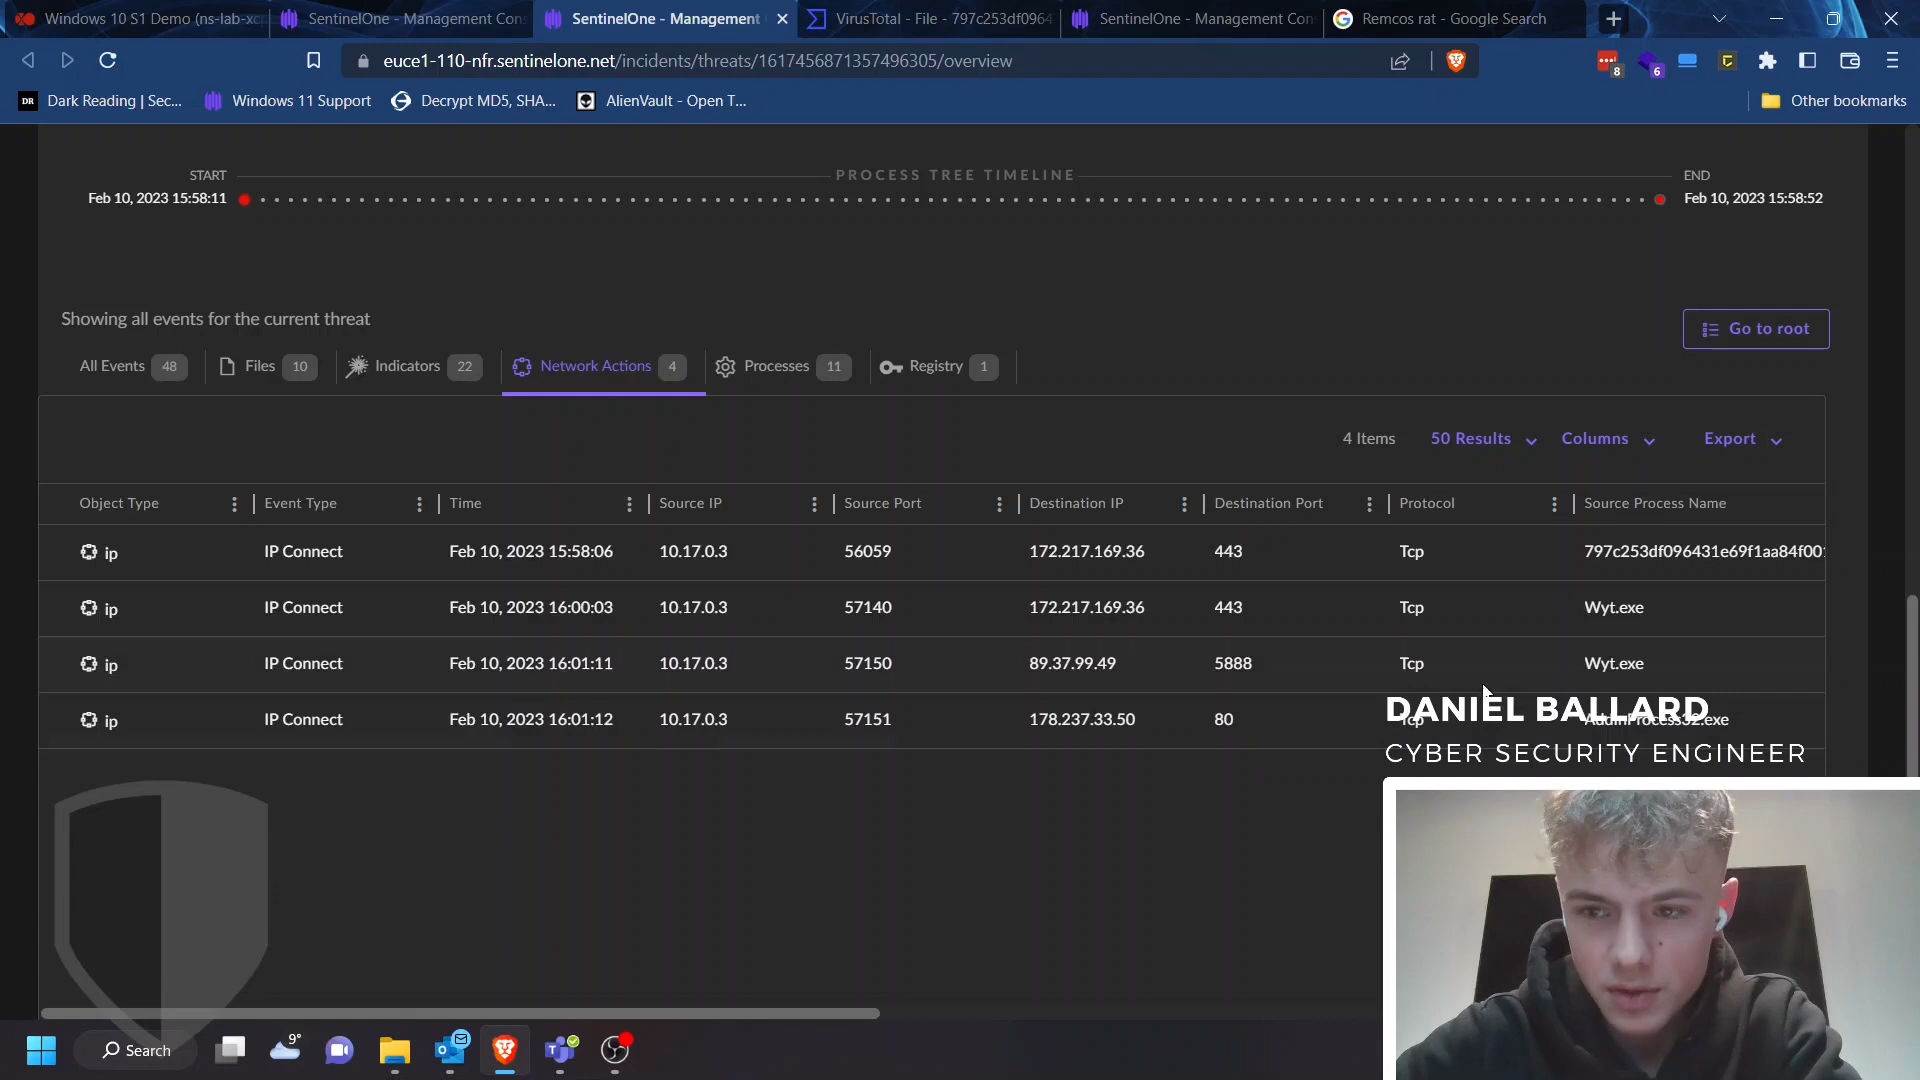 Windows 10 S1 Demo (ns-lab-xc
SentinelOne - Management Con
SentinelOne - Management
VirusTotal - File - 797c253df0964
SentinelOne - Management Con
Remcos rat - Google Search
euce1-110-nfr.sentinelone.net/incidents/threats/1617456871357496305/overview
8
6
DR Dark Reading | Sec...
Windows 11 Support
Decrypt MD5, SHA...
AlienVault - Open T...
Other bookmarks
START
PROCESS TREE TIMELINE
END
Feb 10, 2023 15:58:11
Feb 10, 2023 15:58:52
Showing all events for the current threat
Go to root
All Events 48
Files 10
Indicators 22
Network Actions 4
Processes 11
Registry 1
4 Items 50 Results Columns Export
Object Type Event Type Time Source IP Source Port Destination IP Destination Port Protocol Source Process Name
ip IP Connect Feb 10, 2023 15:58:06 10.17.0.3 56059 172.217.169.36 443 Tcp 797c253df096431e69f1aa84f00
ip IP Connect Feb 10, 2023 16:00:03 10.17.0.3 57140 172.217.169.36 443 Tcp Wyt.exe
ip IP Connect Feb 10, 2023 16:01:11 10.17.0.3 57150 89.37.99.49 5888 Tcp Wyt.exe
ip IP Connect Feb 10, 2023 16:01:12 10.17.0.3 57151 178.237.33.50 80 Tcp AddInProcess32.exe
DANIEL BALLARD
CYBER SECURITY ENGINEER
Search
9°